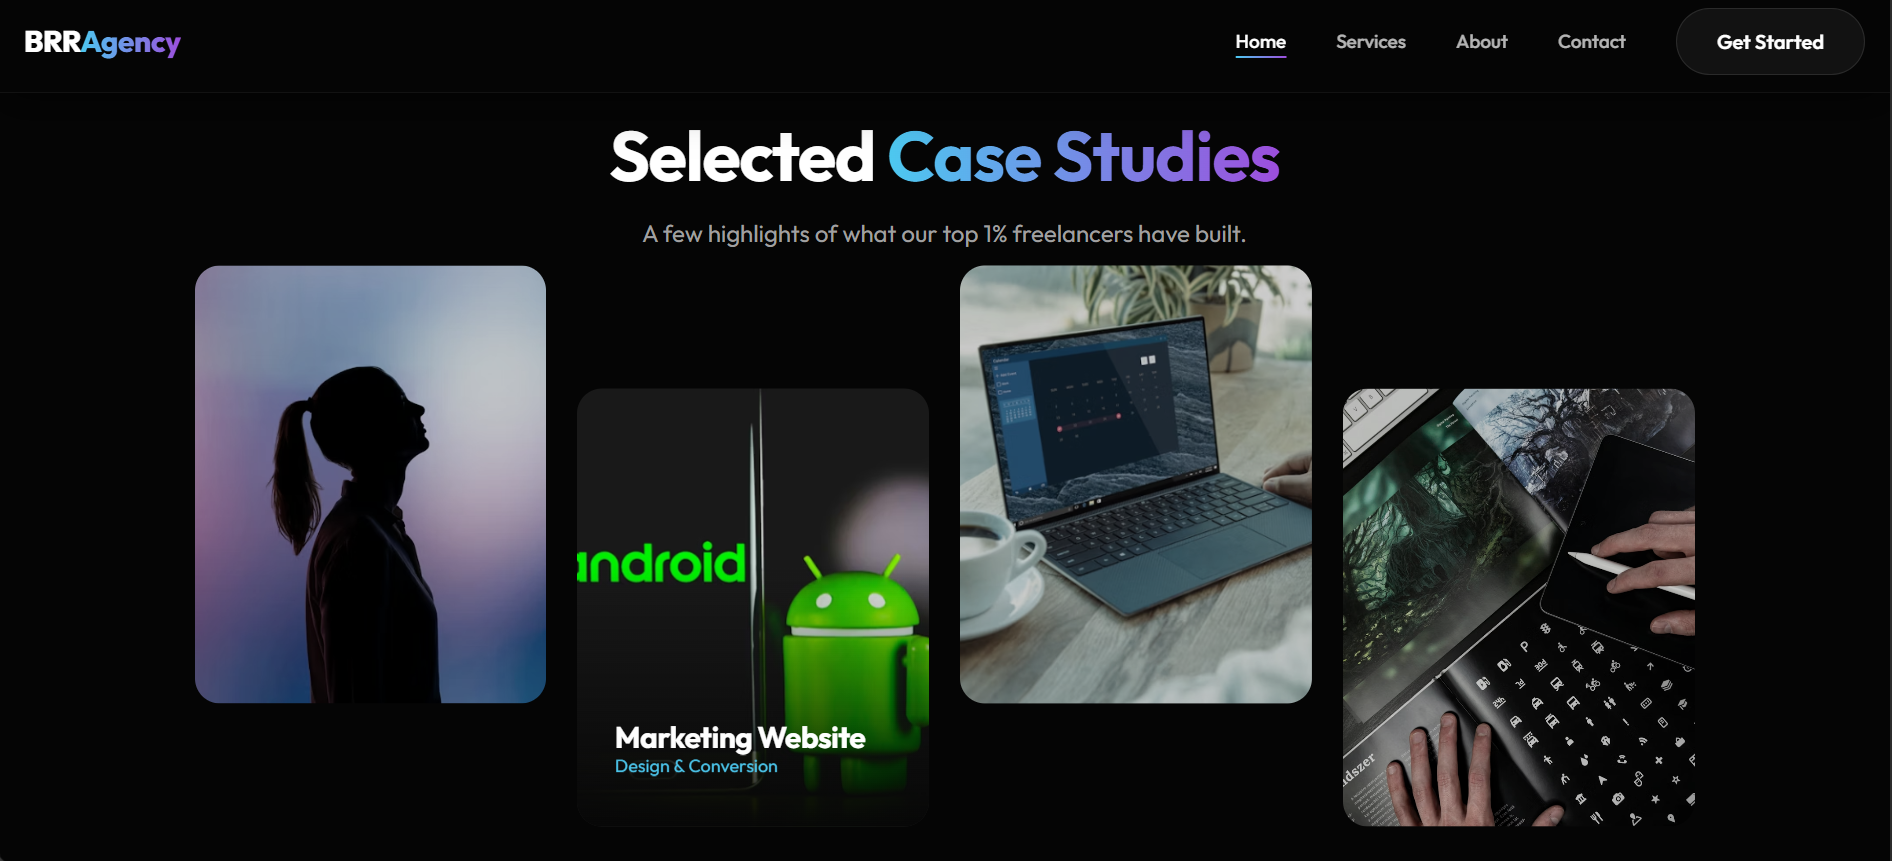 BRRAgency
Home
Services
About
Contact
Get Started
Selected Case Studies
A few highlights of what our top 1% freelancers have built.
android
Marketing Website
Design & Conversion